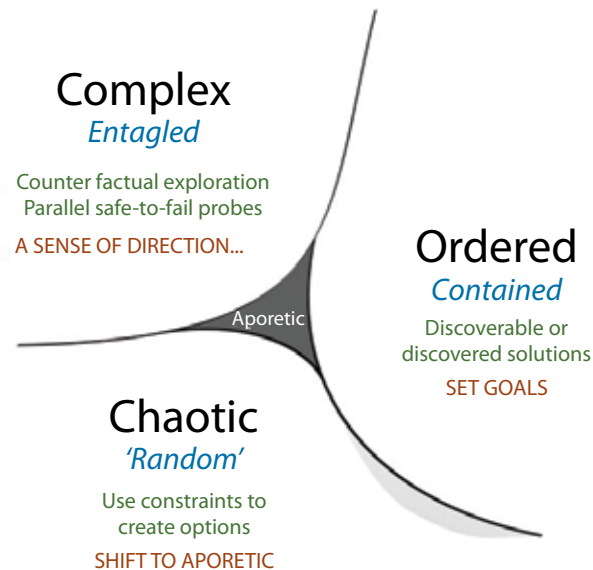 Complex
Entagled
Counter factual exploration
Parallel safe-to-fail probes
A SENSE OF DIRECTION...
Ordered
Contained
Discoverable or
discovered solutions
SET GOALS
Aporetic
Chaotic
‘Random’
Use constraints to
create options
SHIFT TO APORETIC